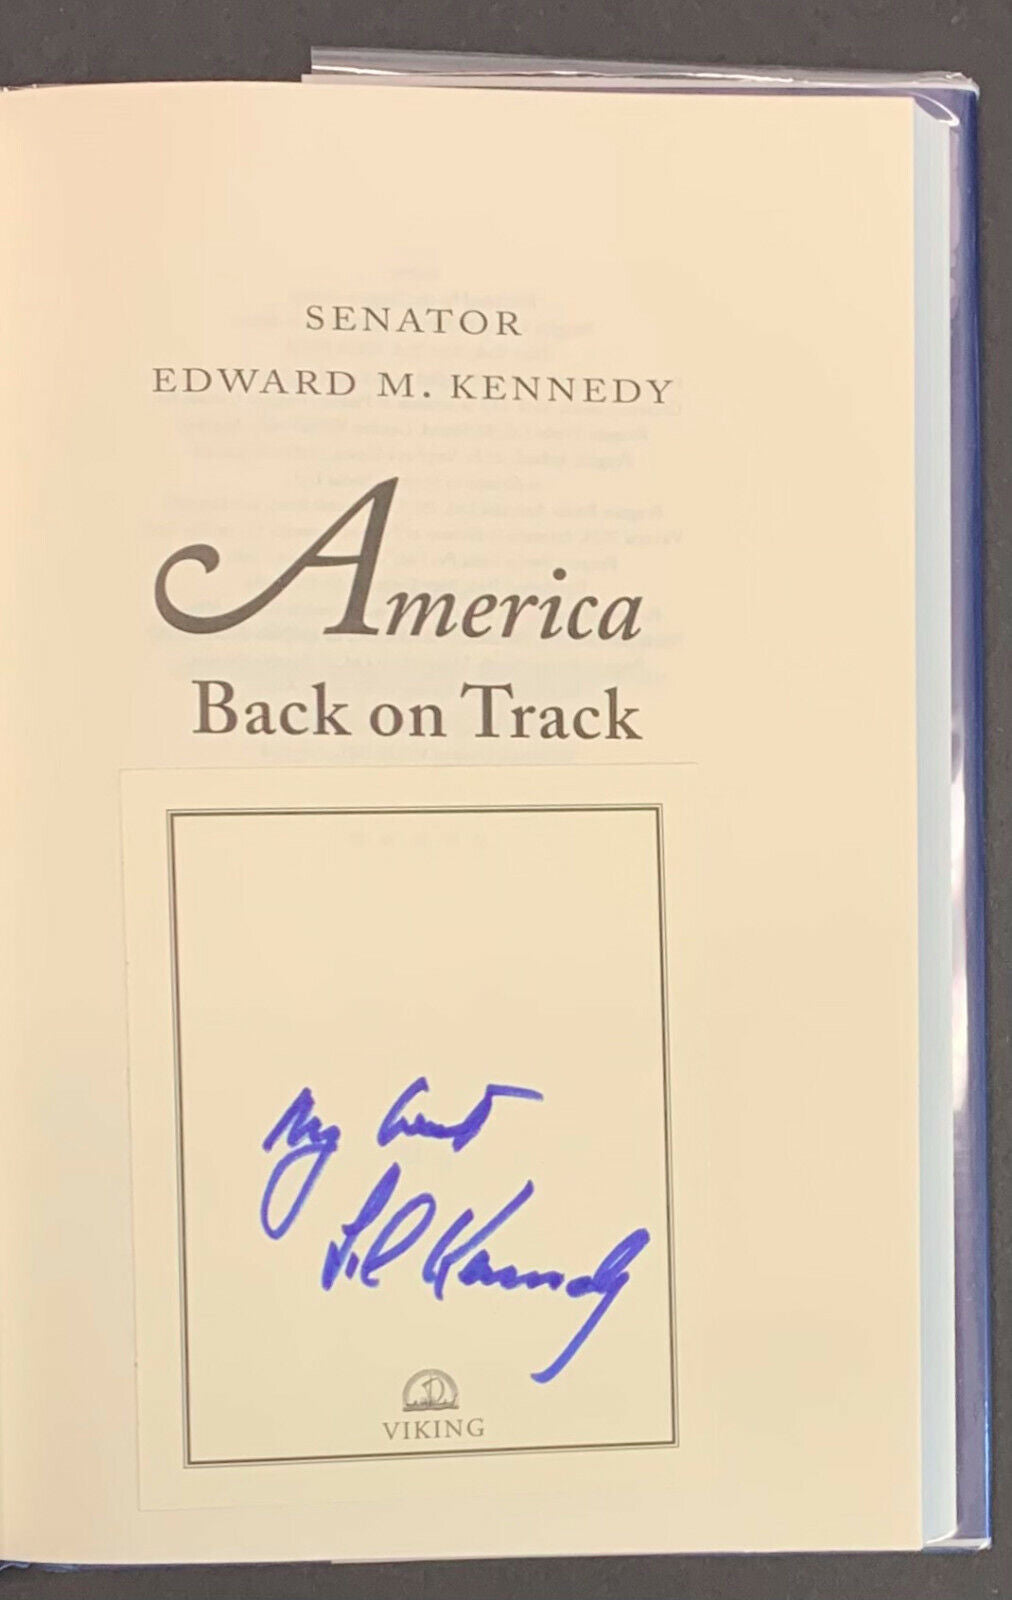 SENATOR
EDWARD M. KENNEDY
America
Back on Track
My best
Ted Kennedy
VIKING